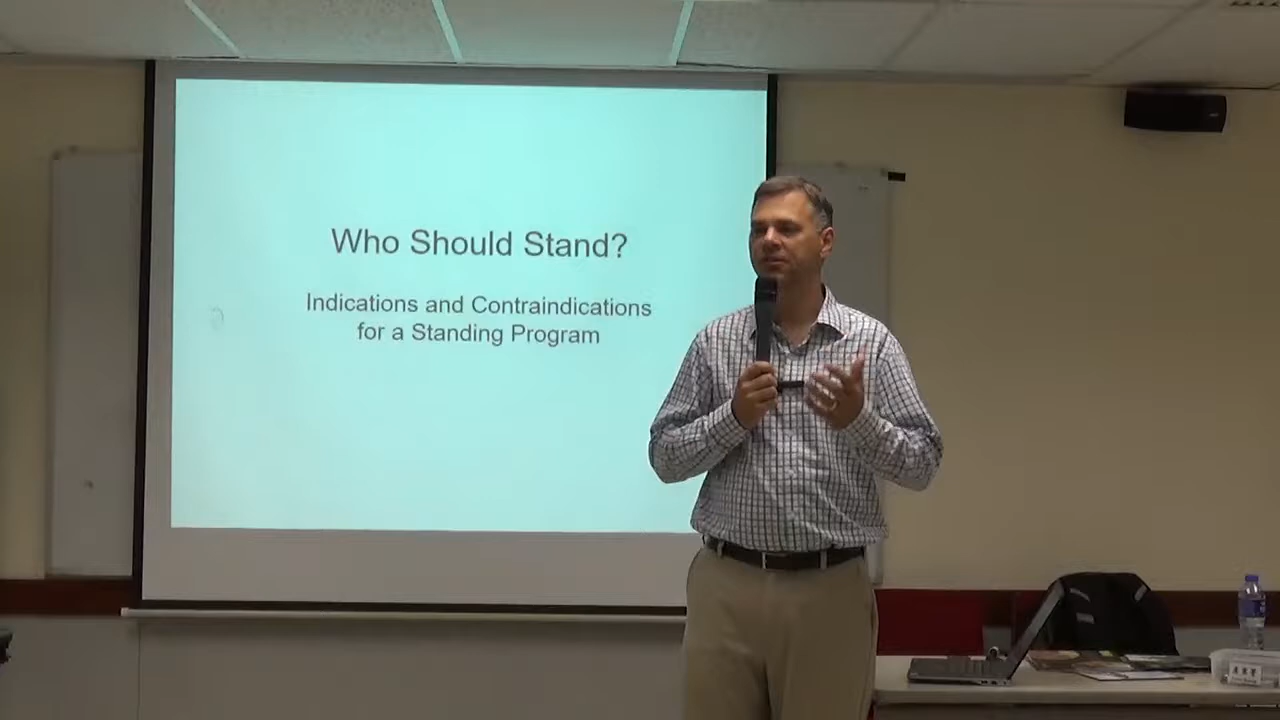 Who Should Stand?
Indications and Contraindications
for a Standing Program